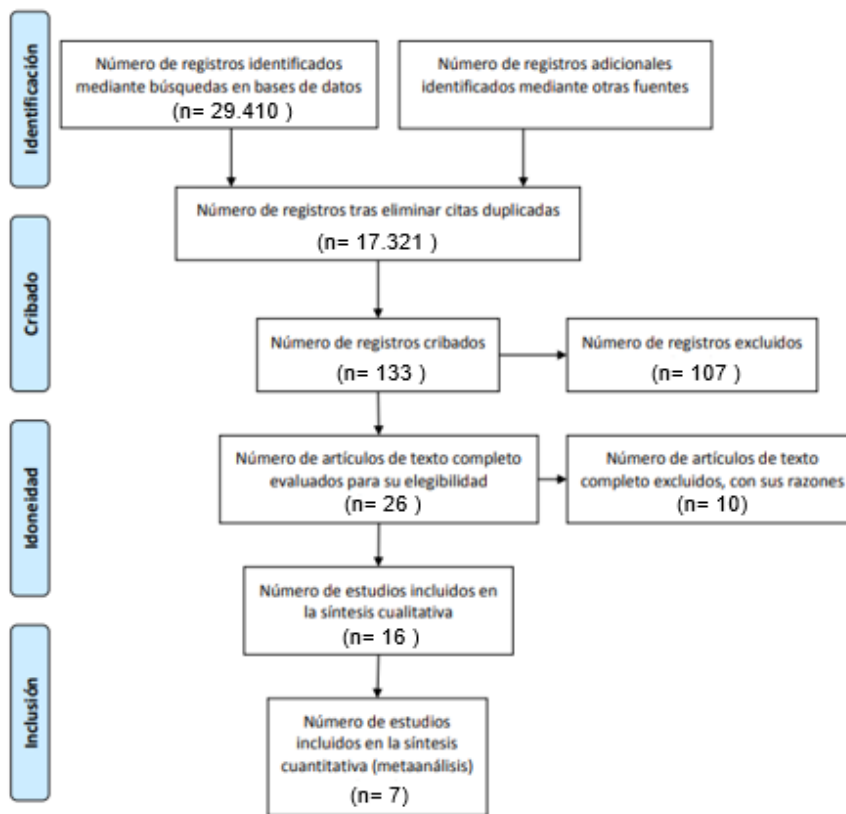 Identificación
Número de registros identificados
mediante búsquedas en bases de datos
(n= 29.410 )
Número de registros adicionales
identificados mediante otras fuentes
Número de registros tras eliminar citas duplicadas
(n= 17.321 )
Cribado
Número de registros cribados
(n= 133 )
Número de registros excluidos
(n= 107 )
Idoneidad
Número de artículos de texto completo
evaluados para su elegibilidad
(n= 26 )
Número de artículos de texto
completo excluidos, con sus razones
(n= 10)
Número de estudios incluidos en
la síntesis cualitativa
(n= 16 )
Inclusión
Número de estudios
incluidos en la síntesis
cuantitativa (metaanálisis)
(n= 7)